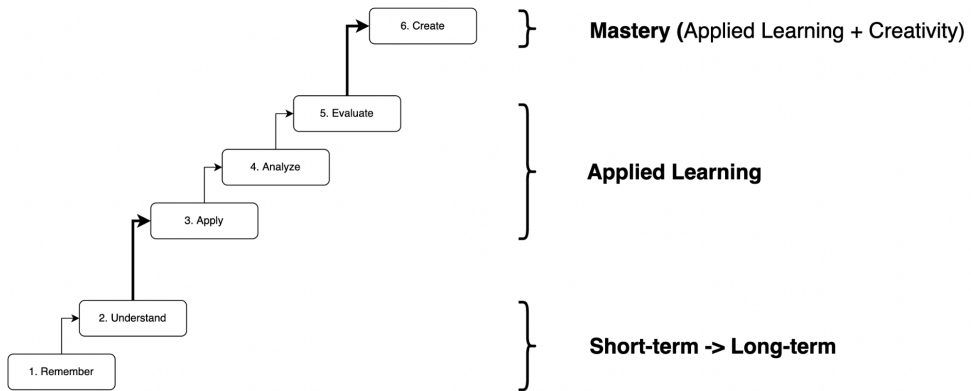 6. Create
Mastery (Applied Learning + Creativity)
5. Evaluate
4. Analyze
Applied Learning
3. Apply
2. Understand
Short-term -> Long-term
1. Remember